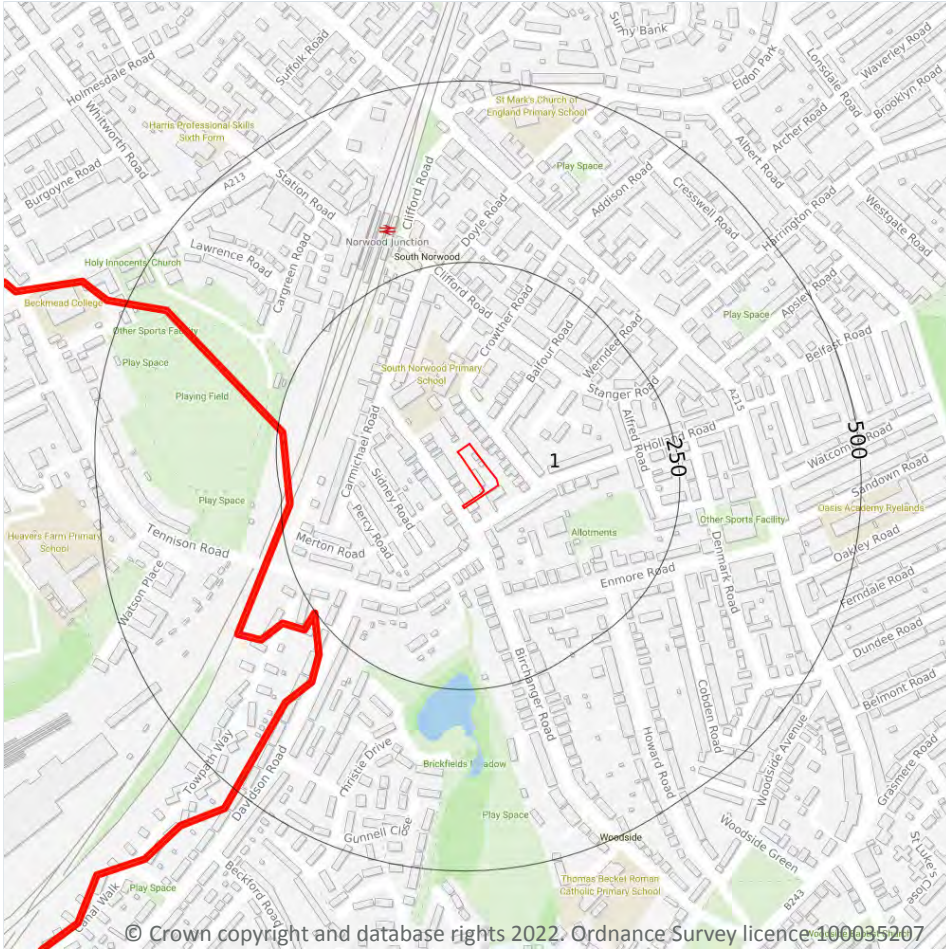 Surry Bank
Eldon Park
Lonsdale Road
Waverley Road
Brooklyn Road
Suffolk Road
Holmesdale Road
Whitworth Road
Harris Professional Skills
Sixth Form
St Mark's Church of
England Primary School
Archer Road
Albert Road
Play Space
Burgoyne Road
A213
Station Road
Clifford Road
Addison Road
Cresswell Road
Westgate Road
Harrington Road
Doyle Road
Norwood Junction
South Norwood
Lawrence Road
Cargreen Road
Holy Innocents' Church
Clifford Road
Apsley Road
Beckmead College
Other Sports Facility
Crowther Road
Balfour Road
Werndee Road
Play Space
Belfast Road
Play Space
South Norwood Primary
School
Stanger Road
A215
Playing Field
Carmichael Road
Alfred Road
Holland Road
250
500
Watcombe Road
1
Sidney Road
Sandown Road
Percy Road
Play Space
Oasis Academy Ryelands
Other Sports Facility
Allotments
Tennison Road
Heavers Farm Primary
School
Merton Road
Denmark Road
Oakley Road
Enmore Road
Ferndale Road
Watson Place
Dundee Road
Birchanger Road
Belmont Road
Cobden Road
Howard Road
Woodside Avenue
Towpath Way
Davidson Road
Christie Drive
Brickfields Meadow
Grasmere Road
Play Space
Gunnell Close
Woodside
Woodside Green
St Luke's Close
Beckford Road
Thomas Becket Roman
Catholic Primary School
Play Space
Canal Walk
B243
Woodside Baptist Church
© Crown copyright and database rights 2022. Ordnance Survey licence 100035207